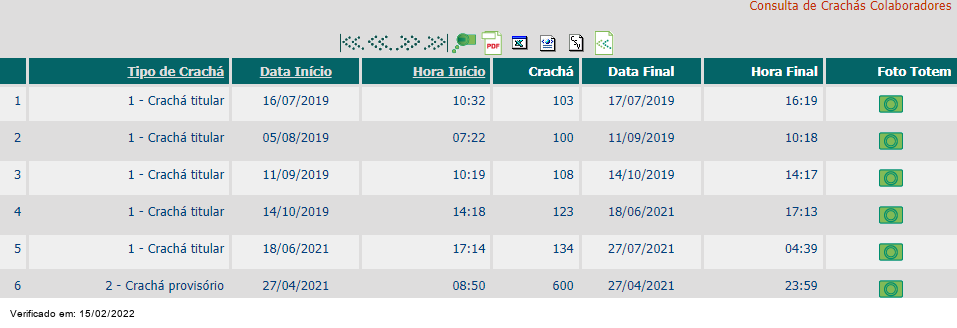 Consulta de Crachás Colaboradores
PDF
Tipo de Crachá Data Início Hora Início Crachá Data Final Hora Final Foto Totem
1 1 - Crachá titular 16/07/2019 10:32 103 17/07/2019 16:19
2 1 - Crachá titular 05/08/2019 07:22 100 11/09/2019 10:18
3 1 - Crachá titular 11/09/2019 10:19 108 14/10/2019 14:17
4 1 - Crachá titular 14/10/2019 14:18 123 18/06/2021 17:13
5 1 - Crachá titular 18/06/2021 17:14 134 27/07/2021 04:39
6 2 - Crachá provisório 27/04/2021 08:50 600 27/04/2021 23:59
Verificado em: 15/02/2022